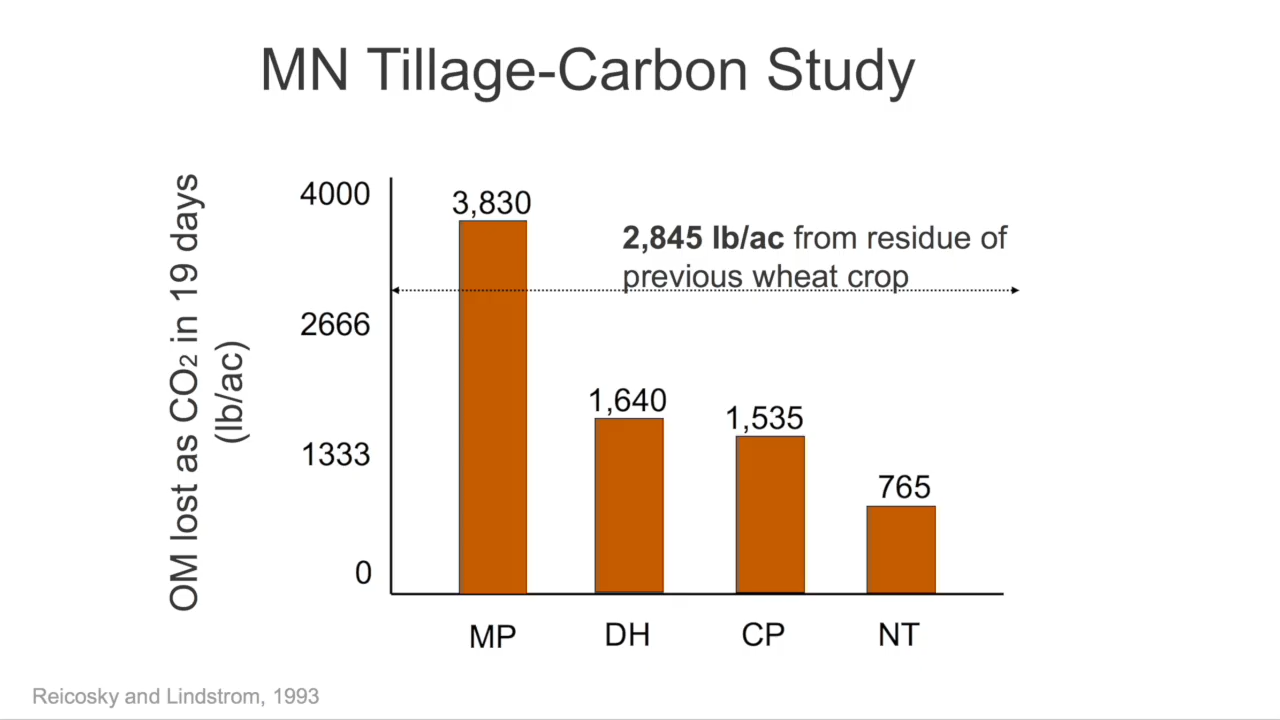 MN Tillage-Carbon Study
OM lost as CO2 in 19 days
(lb/ac)
4000
2666
1333
0
3,830
2,845 lb/ac from residue of
previous wheat crop
1,640
1,535
765
MP
DH
CP
NT
Reicosky and Lindstrom, 1993